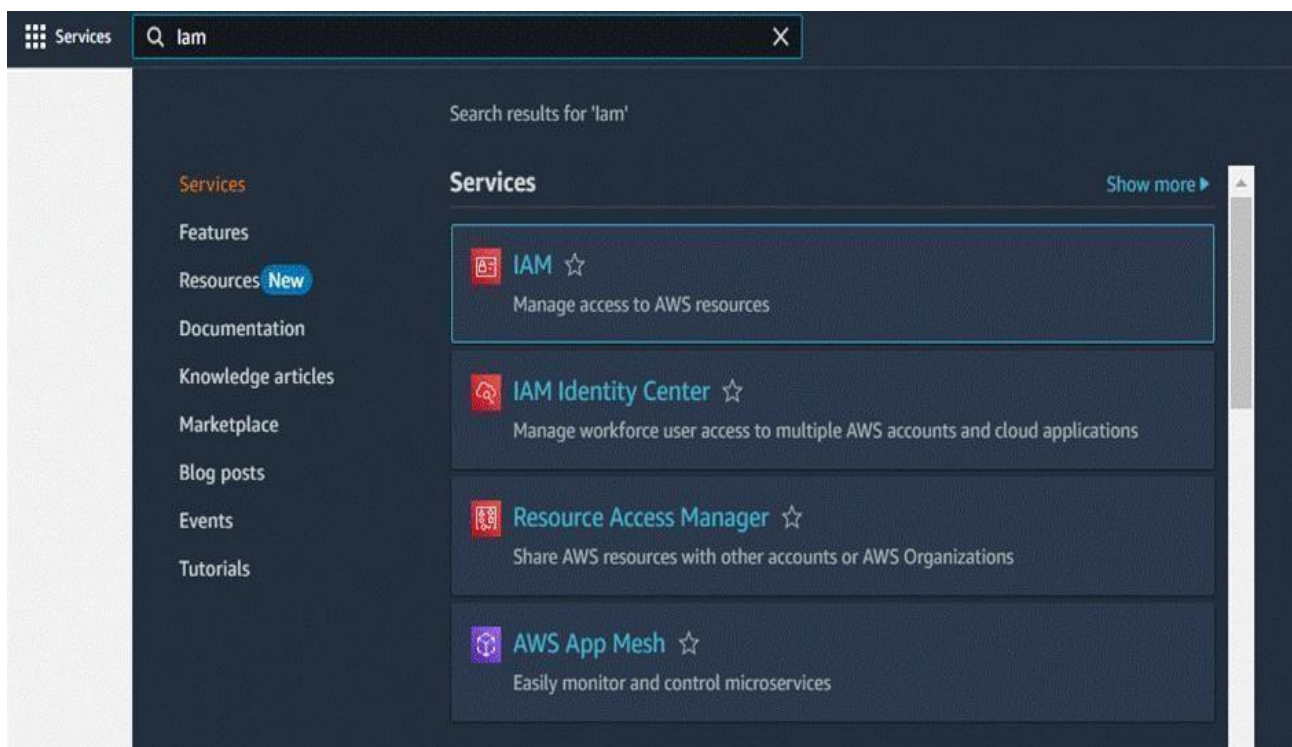 Services
Iam
Search results for 'Iam'
Services
Features
Resources New
Documentation
Knowledge articles
Marketplace
Blog posts
Events
Tutorials
Services
Show more
IAM
Manage access to AWS resources
IAM Identity Center
Manage workforce user access to multiple AWS accounts and cloud applications
Resource Access Manager
Share AWS resources with other accounts or AWS Organizations
AWS App Mesh
Easily monitor and control microservices